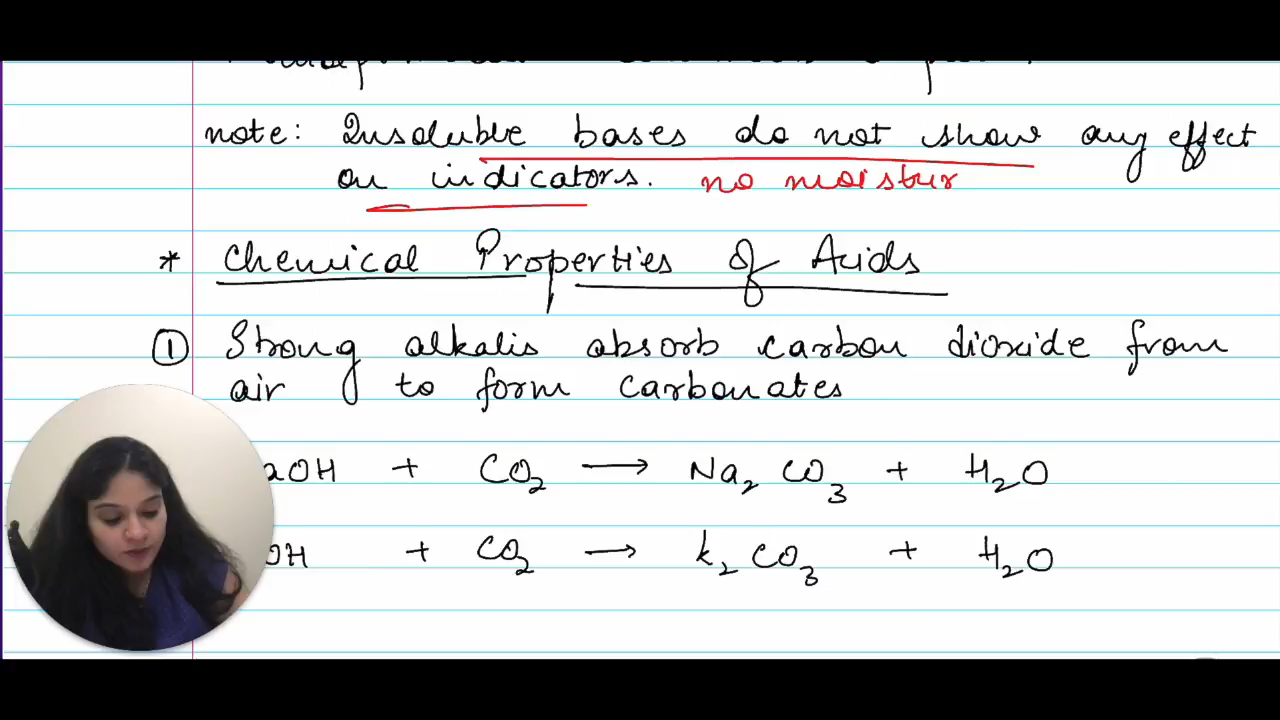 note: Insoluble bases do not show any effect
on indicators. no moistur
* Chemical Properties of Acids
① Strong alkalis absorb carbon dioxide from
air to form carbonates
aOH + CO₂ → Na₂CO₃ + H₂O
OH + CO₂ → k₂CO₃ + H₂O